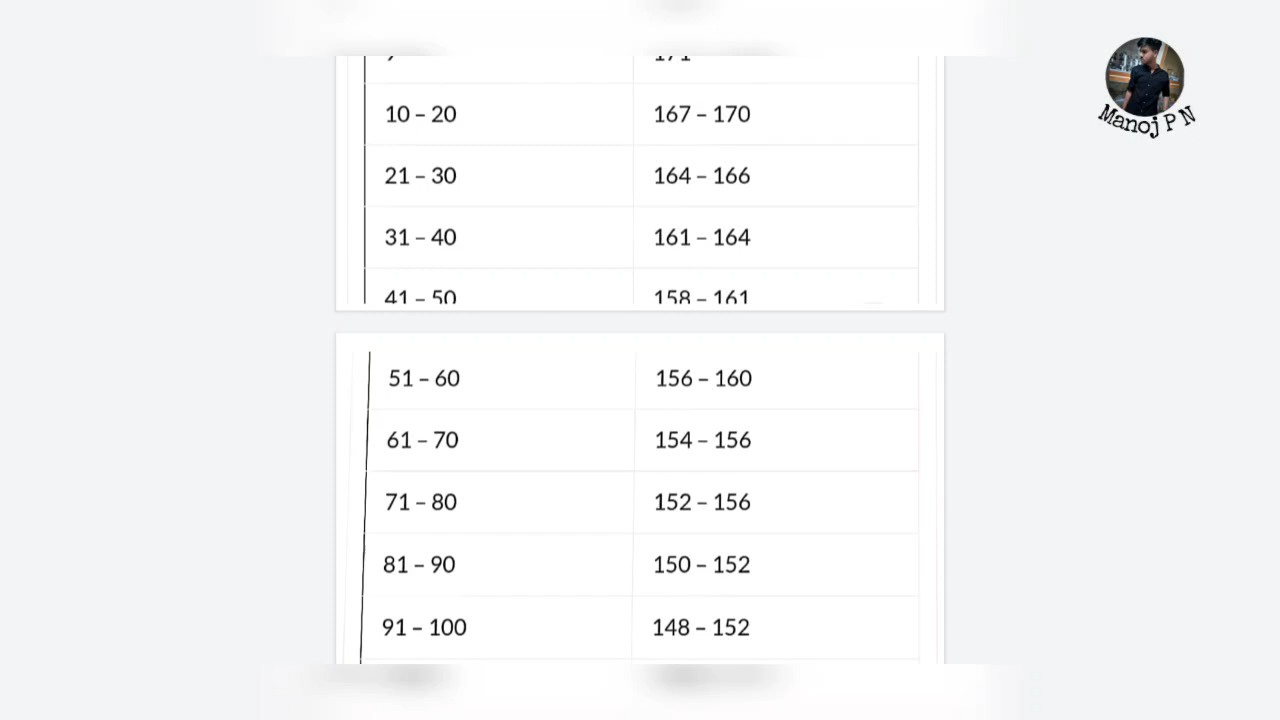 171
10 – 20 167 – 170
21 – 30 164 – 166
31 – 40 161 – 164
41 – 50 158 – 161
51 – 60 156 – 160
61 – 70 154 – 156
71 – 80 152 – 156
81 – 90 150 – 152
91 – 100 148 – 152
Manoj P N